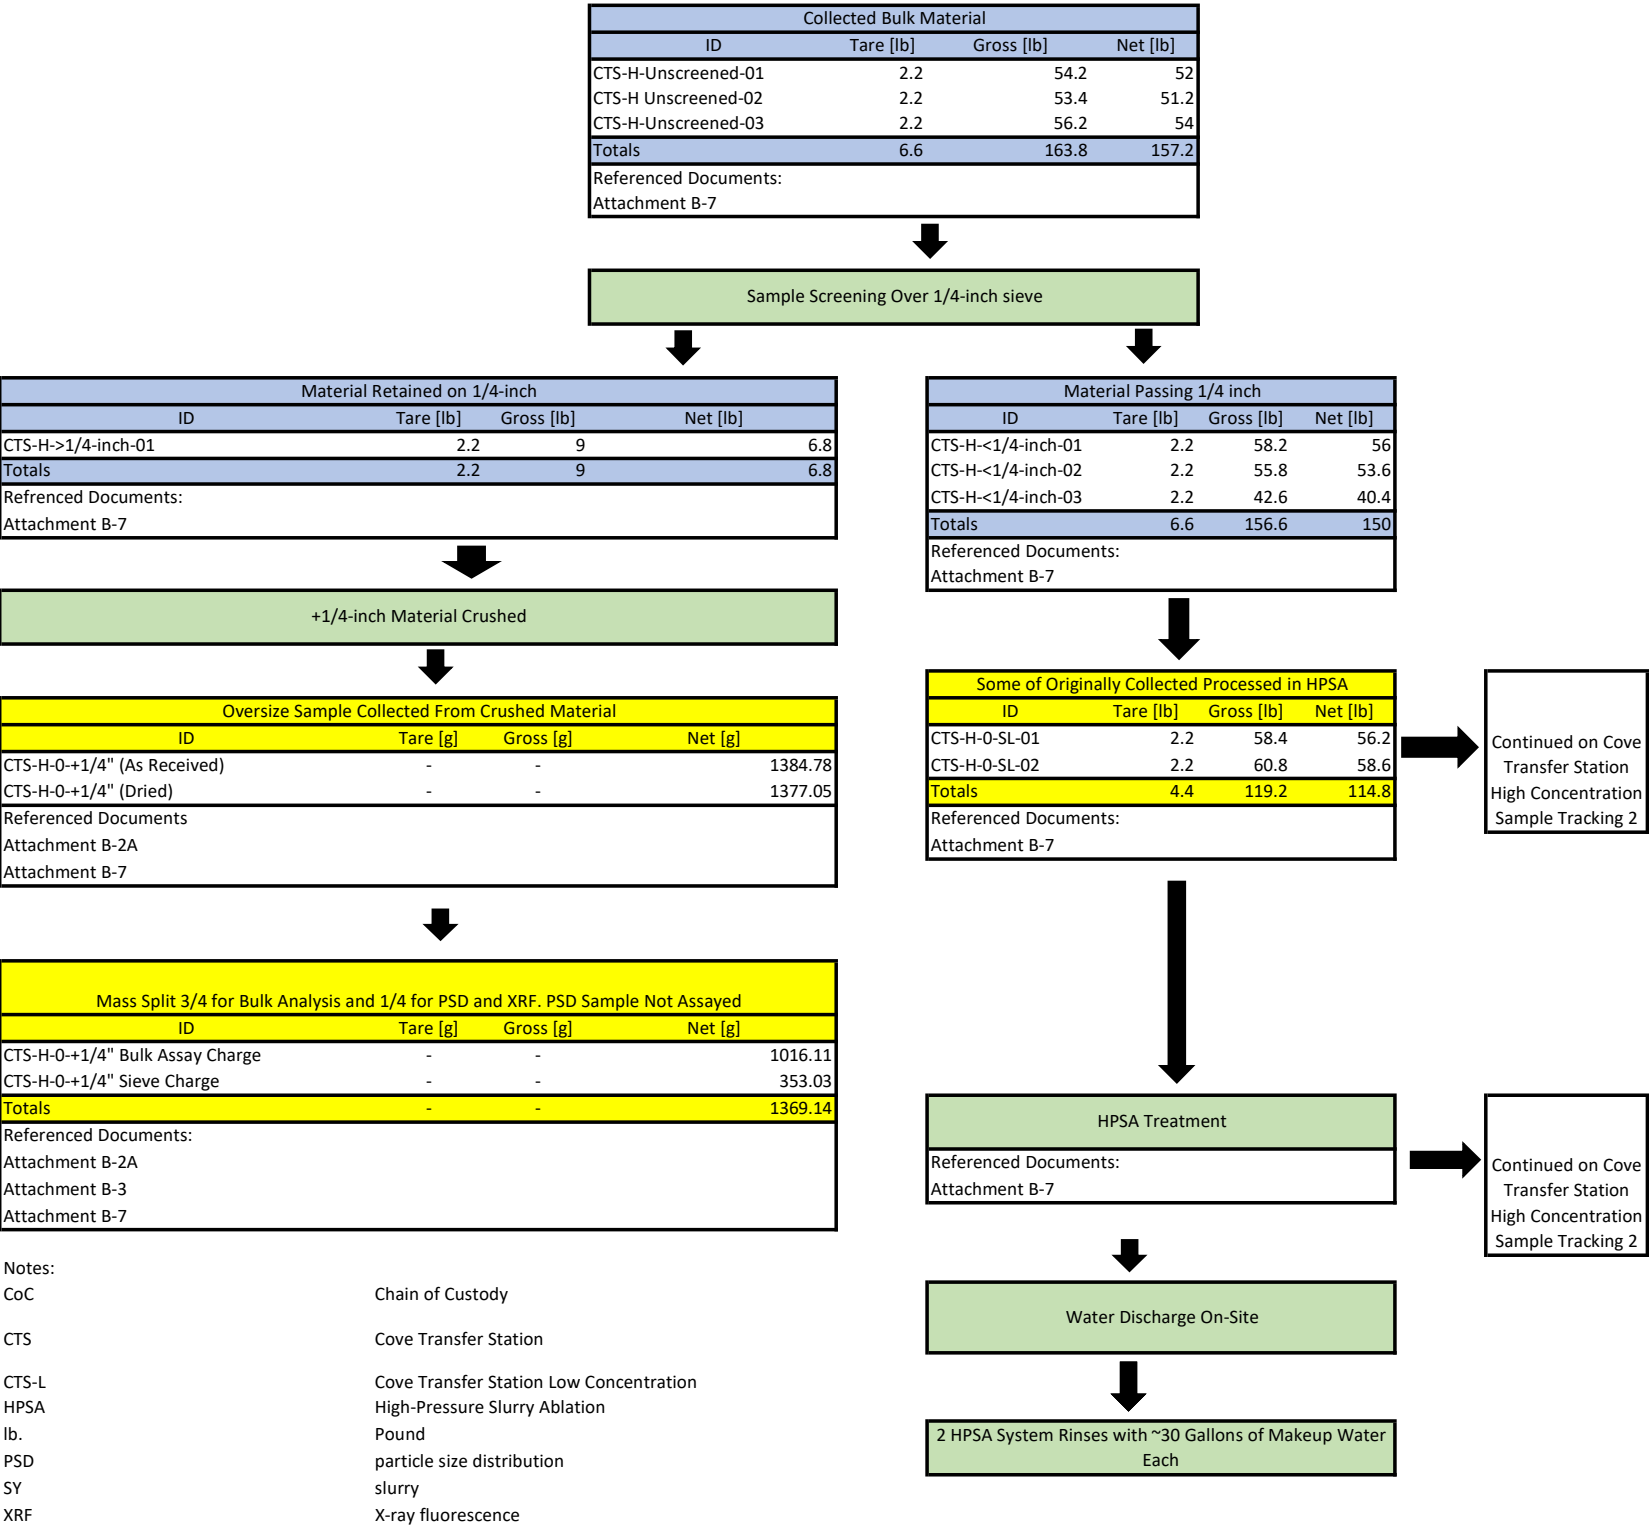 Collected Bulk Material
ID Tare [lb] Gross [lb] Net [lb]
CTS-H-Unscreened-01 2.2 54.2 52
CTS-H Unscreened-02 2.2 53.4 51.2
CTS-H-Unscreened-03 2.2 56.2 54
Totals 6.6 163.8 157.2
Referenced Documents:
Attachment B-7
Sample Screening Over 1/4-inch sieve
Material Retained on 1/4-inch
ID Tare [lb] Gross [lb] Net [lb]
CTS-H->1/4-inch-01 2.2 9 6.8
Totals 2.2 9 6.8
Refrenced Documents:
Attachment B-7
+1/4-inch Material Crushed
Oversize Sample Collected From Crushed Material
ID Tare [g] Gross [g] Net [g]
CTS-H-0-+1/4" (As Received) - - 1384.78
CTS-H-0-+1/4" (Dried) - - 1377.05
Referenced Documents
Attachment B-2A
Attachment B-7
Mass Split 3/4 for Bulk Analysis and 1/4 for PSD and XRF. PSD Sample Not Assayed
ID Tare [g] Gross [g] Net [g]
CTS-H-0-+1/4" Bulk Assay Charge - - 1016.11
CTS-H-0-+1/4" Sieve Charge - - 353.03
Totals - - 1369.14
Referenced Documents:
Attachment B-2A
Attachment B-3
Attachment B-7
Material Passing 1/4 inch
ID Tare [lb] Gross [lb] Net [lb]
CTS-H-<1/4-inch-01 2.2 58.2 56
CTS-H-<1/4-inch-02 2.2 55.8 53.6
CTS-H-<1/4-inch-03 2.2 42.6 40.4
Totals 6.6 156.6 150
Referenced Documents:
Attachment B-7
Some of Originally Collected Processed in HPSA
ID Tare [lb] Gross [lb] Net [lb]
CTS-H-0-SL-01 2.2 58.4 56.2
CTS-H-0-SL-02 2.2 60.8 58.6
Totals 4.4 119.2 114.8
Referenced Documents:
Attachment B-7
Continued on Cove
Transfer Station
High Concentration
Sample Tracking 2
HPSA Treatment
Referenced Documents:
Attachment B-7
Continued on Cove
Transfer Station
High Concentration
Sample Tracking 2
Water Discharge On-Site
2 HPSA System Rinses with ~30 Gallons of Makeup Water
Each
Notes:
CoC Chain of Custody
CTS Cove Transfer Station
CTS-L Cove Transfer Station Low Concentration
HPSA High-Pressure Slurry Ablation
lb. Pound
PSD particle size distribution
SY slurry
XRF X-ray fluorescence